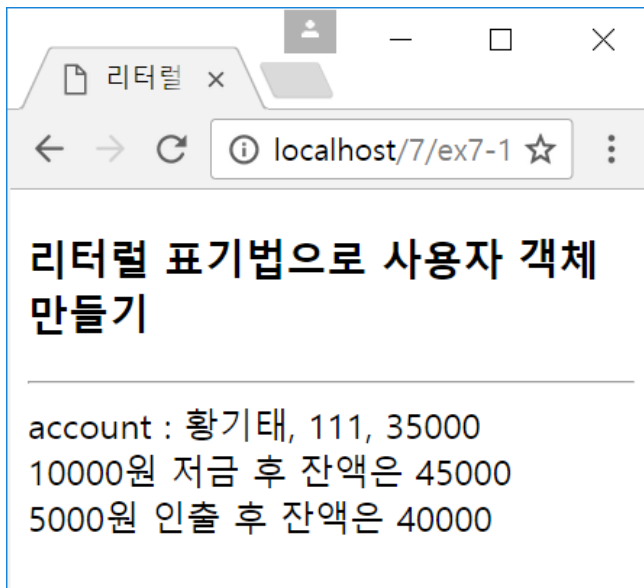 리터럴
localhost/7/ex7-1
리터럴 표기법으로 사용자 객체
만들기
account : 황기태, 111, 35000
10000원 저금 후 잔액은 45000
5000원 인출 후 잔액은 40000